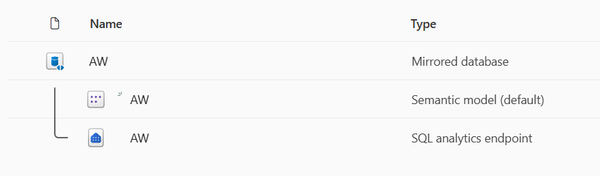 Name Type
AW Mirrored database
AW Semantic model (default)
AW SQL analytics endpoint